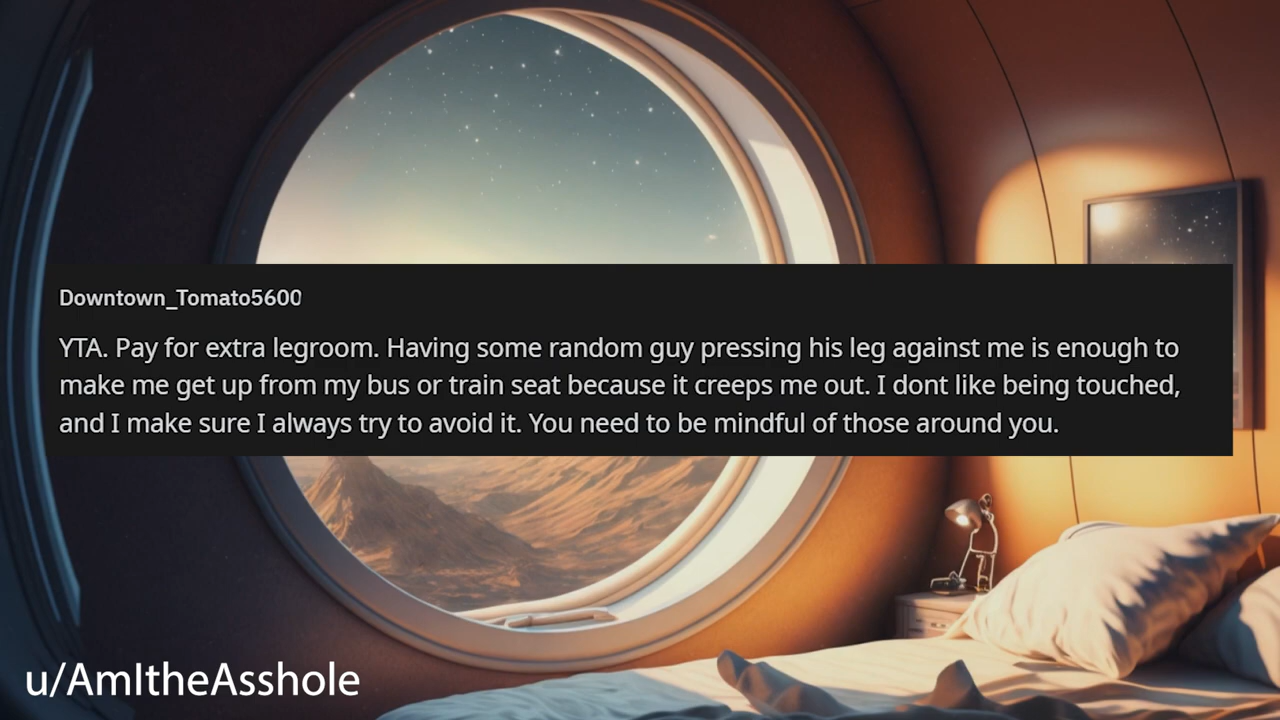 Downtown_Tomato5600
YTA. Pay for extra legroom. Having some random guy pressing his leg against me is enough to
make me get up from my bus or train seat because it creeps me out. I dont like being touched,
and I make sure I always try to avoid it. You need to be mindful of those around you.
u/AmItheAsshole